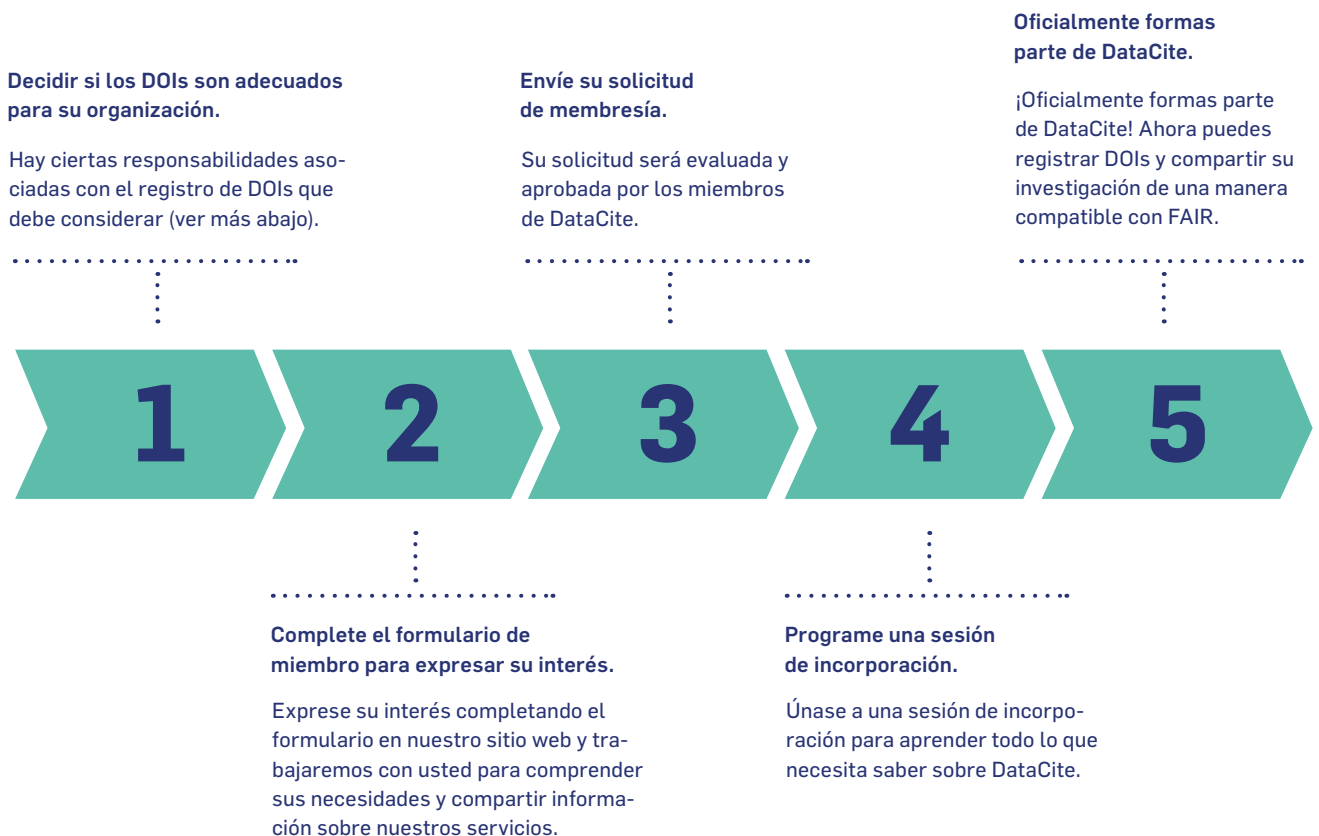 Decidir si los DOIs son adecuados
para su organización.
Hay ciertas responsabilidades aso-
ciadas con el registro de DOIs que
debe considerar (ver más abajo).
Envíe su solicitud
de membresía.
Su solicitud será evaluada y
aprobada por los miembros
de DataCite.
Oficialmente formas
parte de DataCite.
¡Oficialmente formas parte
de DataCite! Ahora puedes
registrar DOIs y compartir su
investigación de una manera
compatible con FAIR.
1
2
3
4
5
Complete el formulario de
miembro para expresar su interés.
Exprese su interés completando el
formulario en nuestro sitio web y tra-
bajaremos con usted para comprender
sus necesidades y compartir informa-
ción sobre nuestros servicios.
Programe una sesión
de incorporación.
Únase a una sesión de incorpo-
ración para aprender todo lo que
necesita saber sobre DataCite.